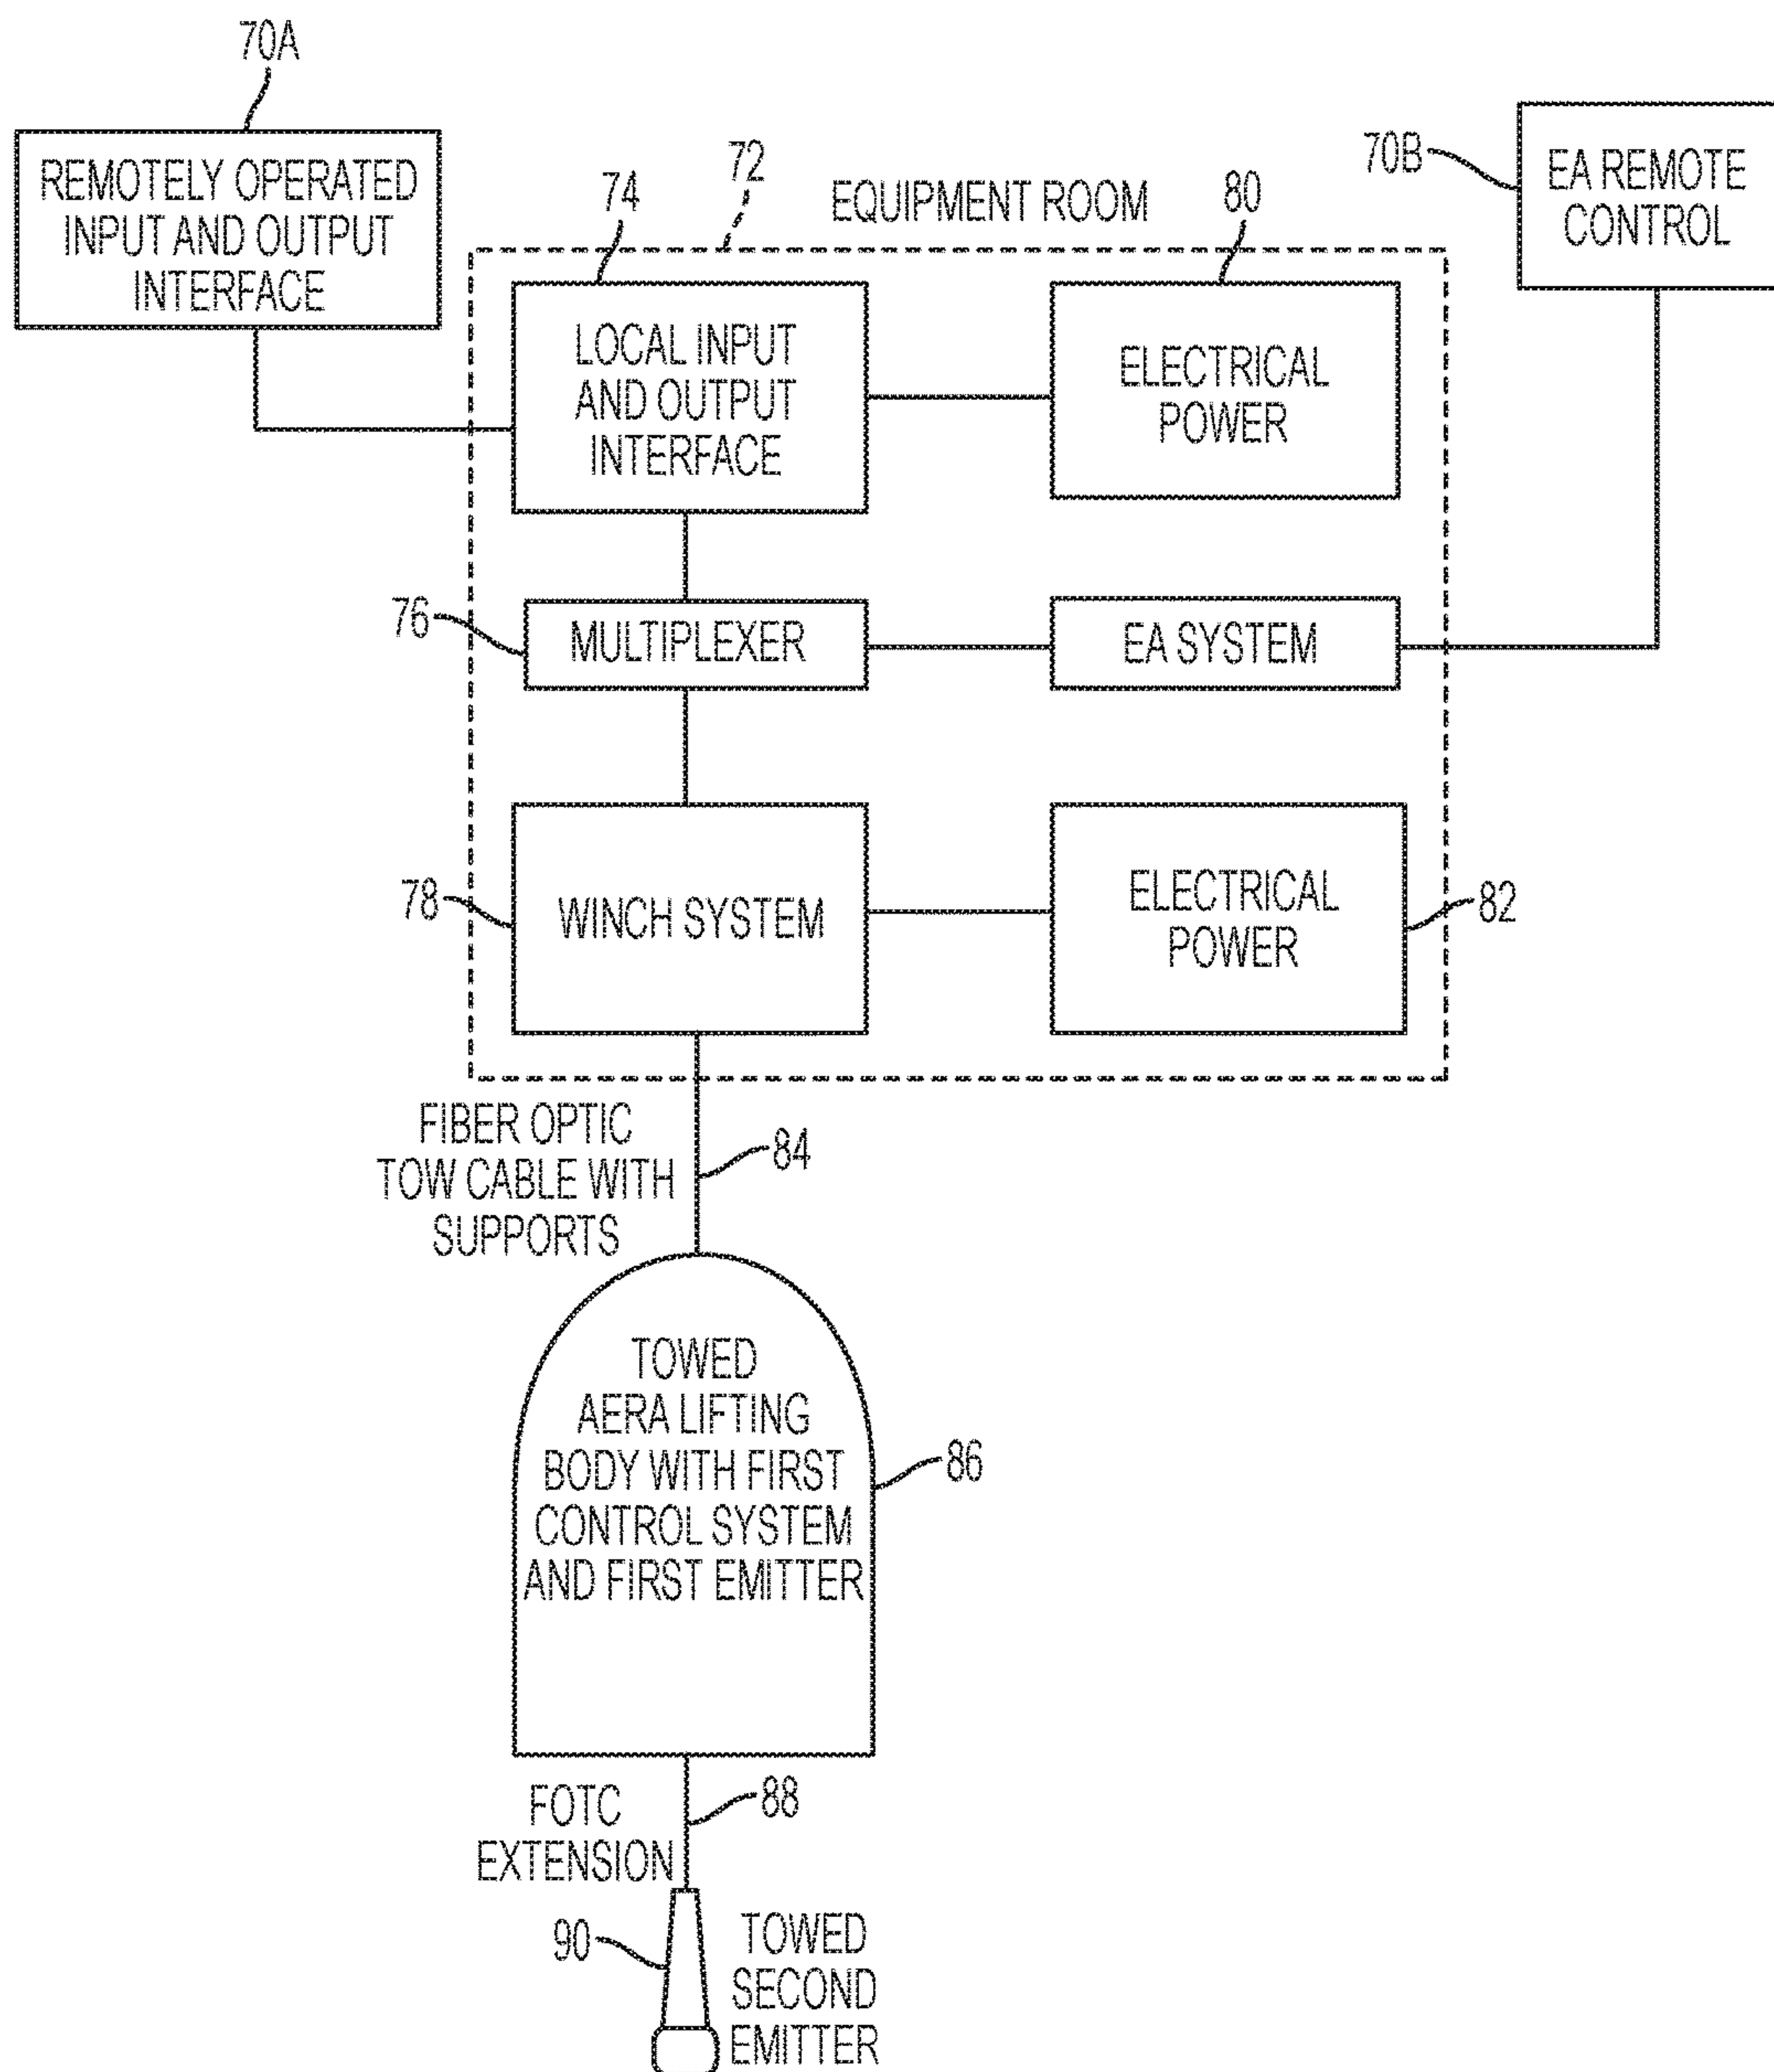 70A
REMOTELY OPERATED
INPUT AND OUTPUT
INTERFACE
72
EQUIPMENT ROOM
70B
EA REMOTE
CONTROL
74
LOCAL INPUT
AND OUTPUT
INTERFACE
80
ELECTRICAL
POWER
76
MULTIPLEXER
EA SYSTEM
78
WINCH SYSTEM
ELECTRICAL
POWER
82
FIBER OPTIC
TOW CABLE WITH
SUPPORTS
84
TOWED
AERA LIFTING
BODY WITH FIRST
CONTROL SYSTEM
AND FIRST EMITTER
86
FOTC
EXTENSION
88
90
TOWED
SECOND
EMITTER